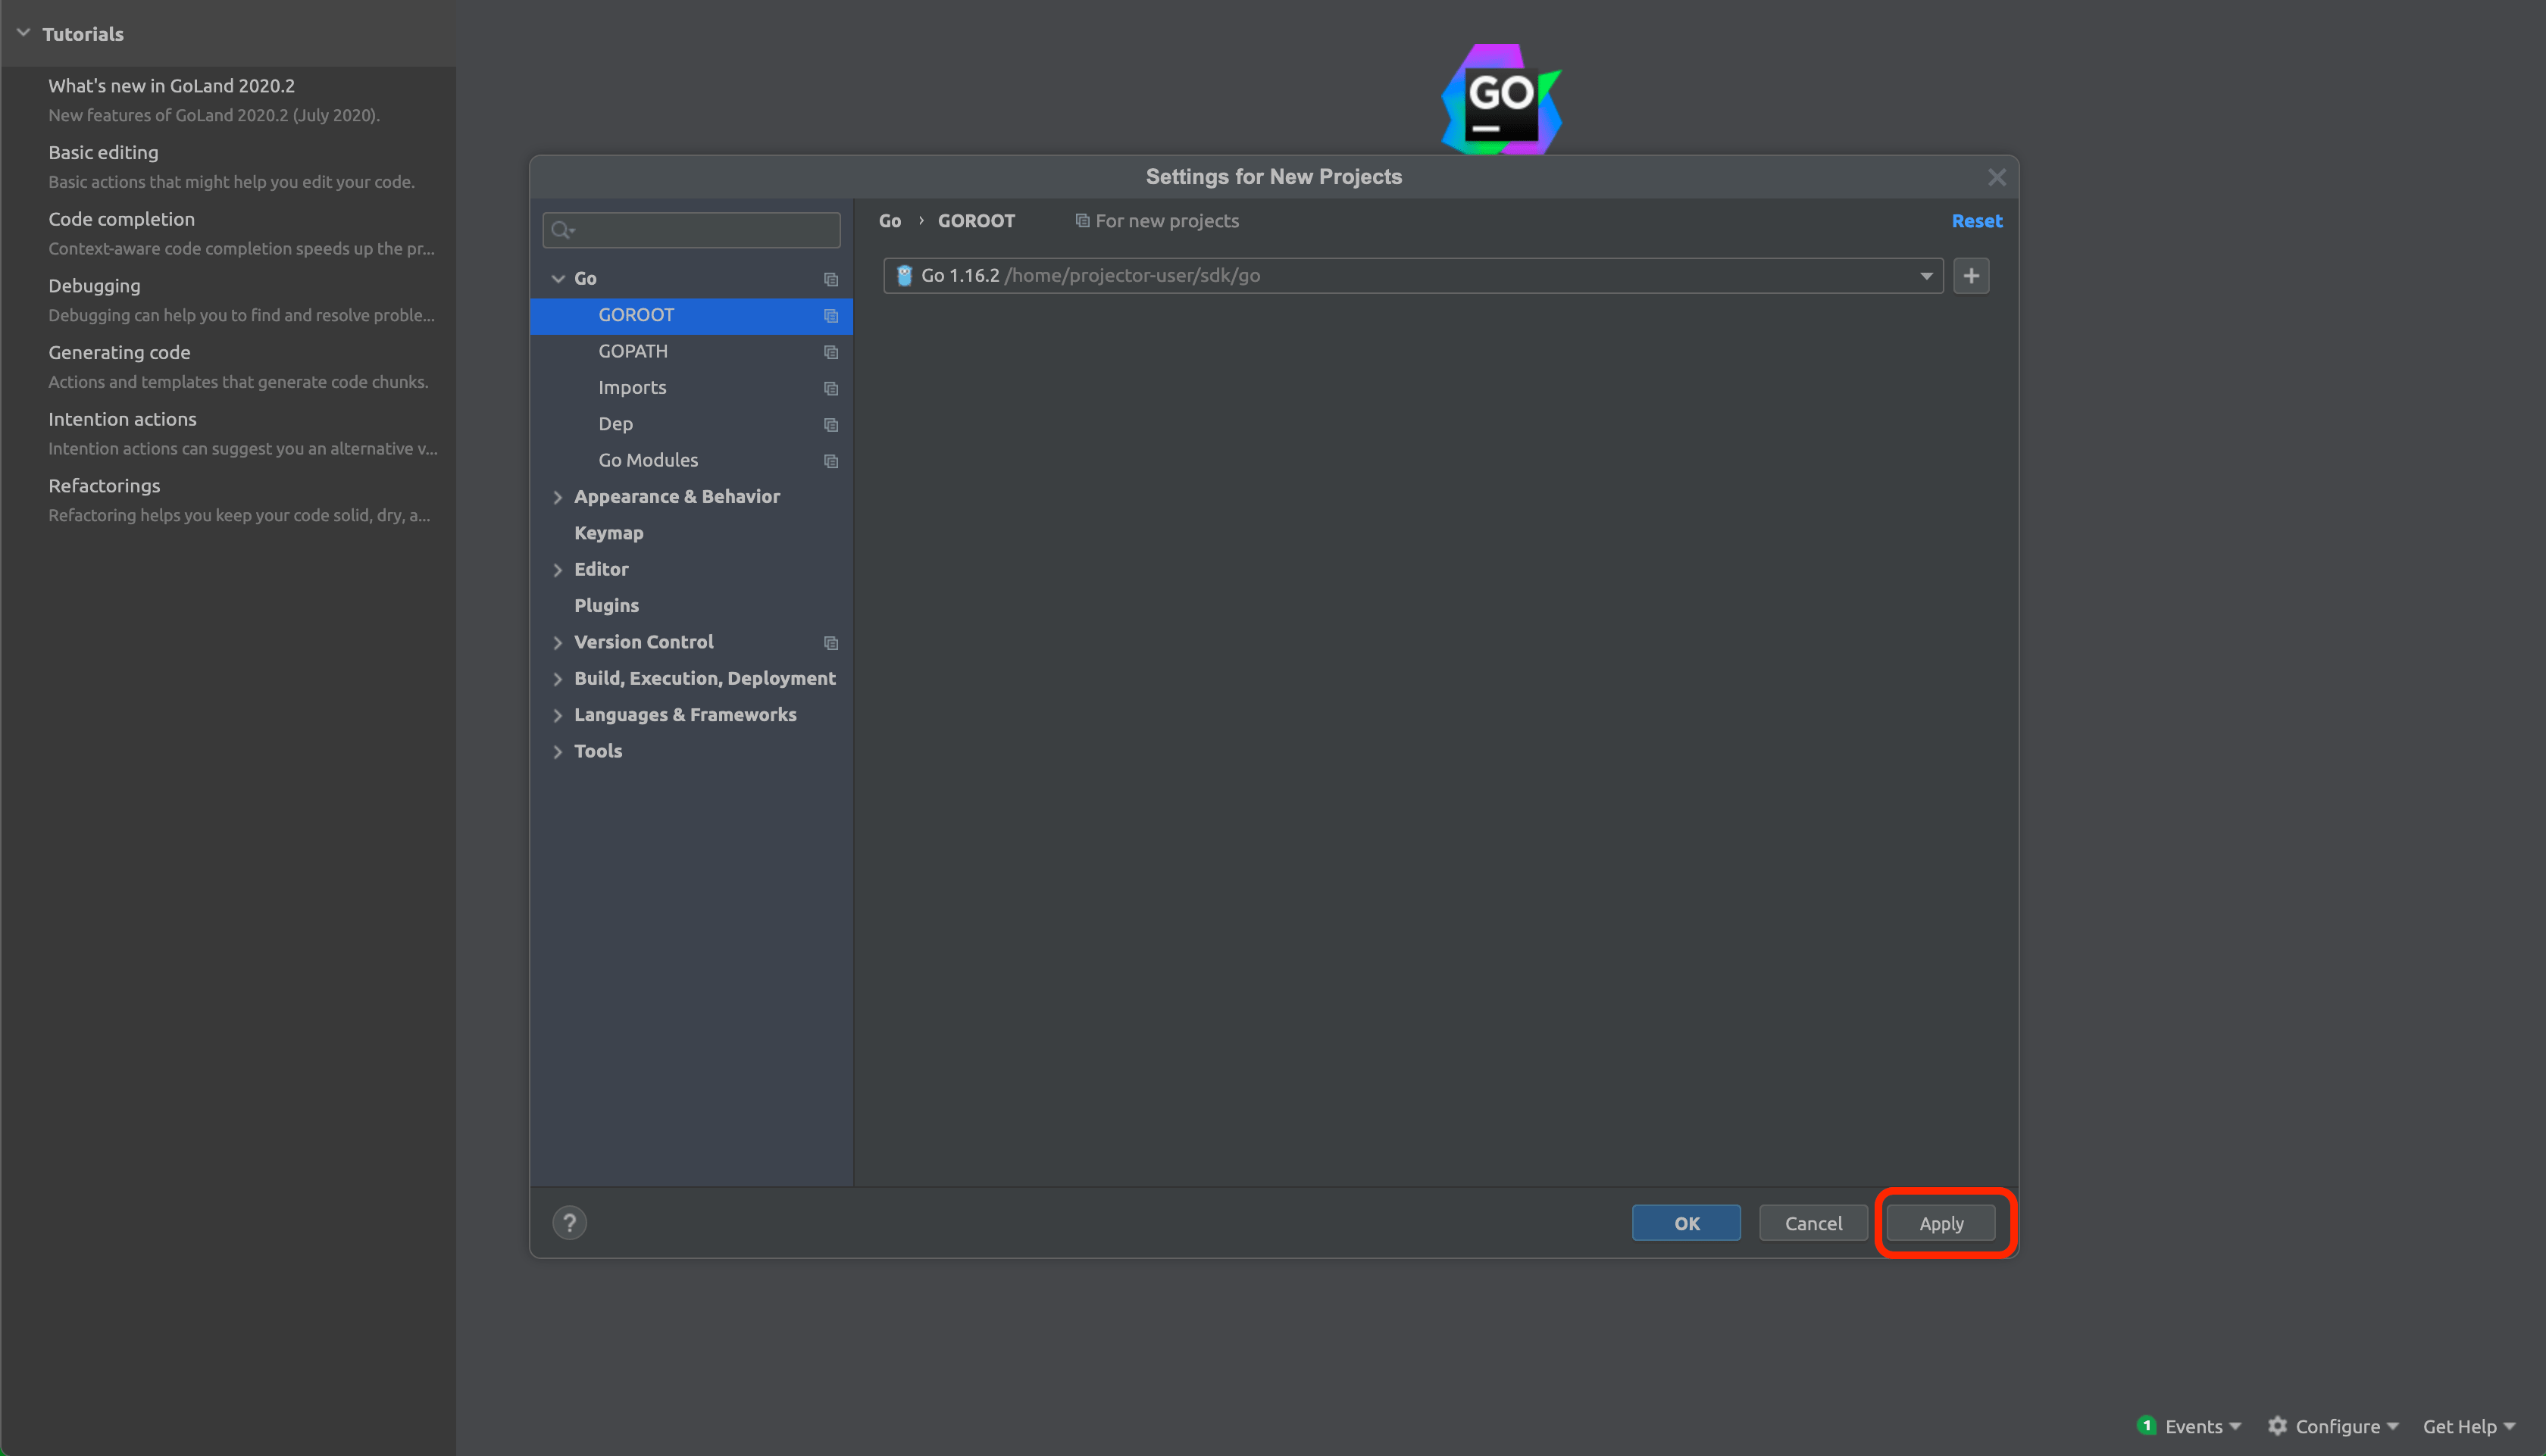 Tutorials
What's new in GoLand 2020.2
New features of GoLand 2020.2 (July 2020).
Basic editing
Basic actions that might help you edit your code.
Code completion
Context-aware code completion speeds up the pr...
Debugging
Debugging can help you to find and resolve proble...
Generating code
Actions and templates that generate code chunks.
Intention actions
Intention actions can suggest you an alternative v...
Refactorings
Refactoring helps you keep your code solid, dry, a...
GO
Settings for New Projects
Go
GOROOT
GOPATH
Imports
Dep
Go Modules
Appearance & Behavior
Keymap
Editor
Plugins
Version Control
Build, Execution, Deployment
Languages & Frameworks
Tools
Go › GOROOT For new projects Reset
Go 1.16.2 /home/projector-user/sdk/go
? OK Cancel Apply
1 Events Configure Get Help